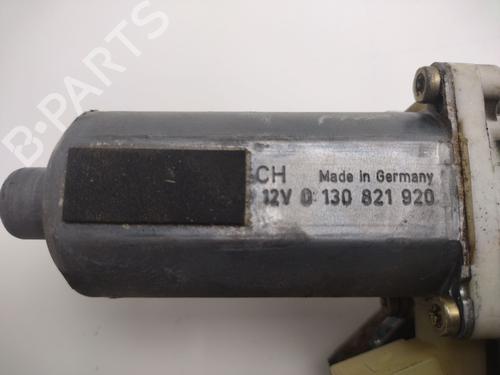 B-PARTS
CH Made in Germany
12V 0 130 821 920